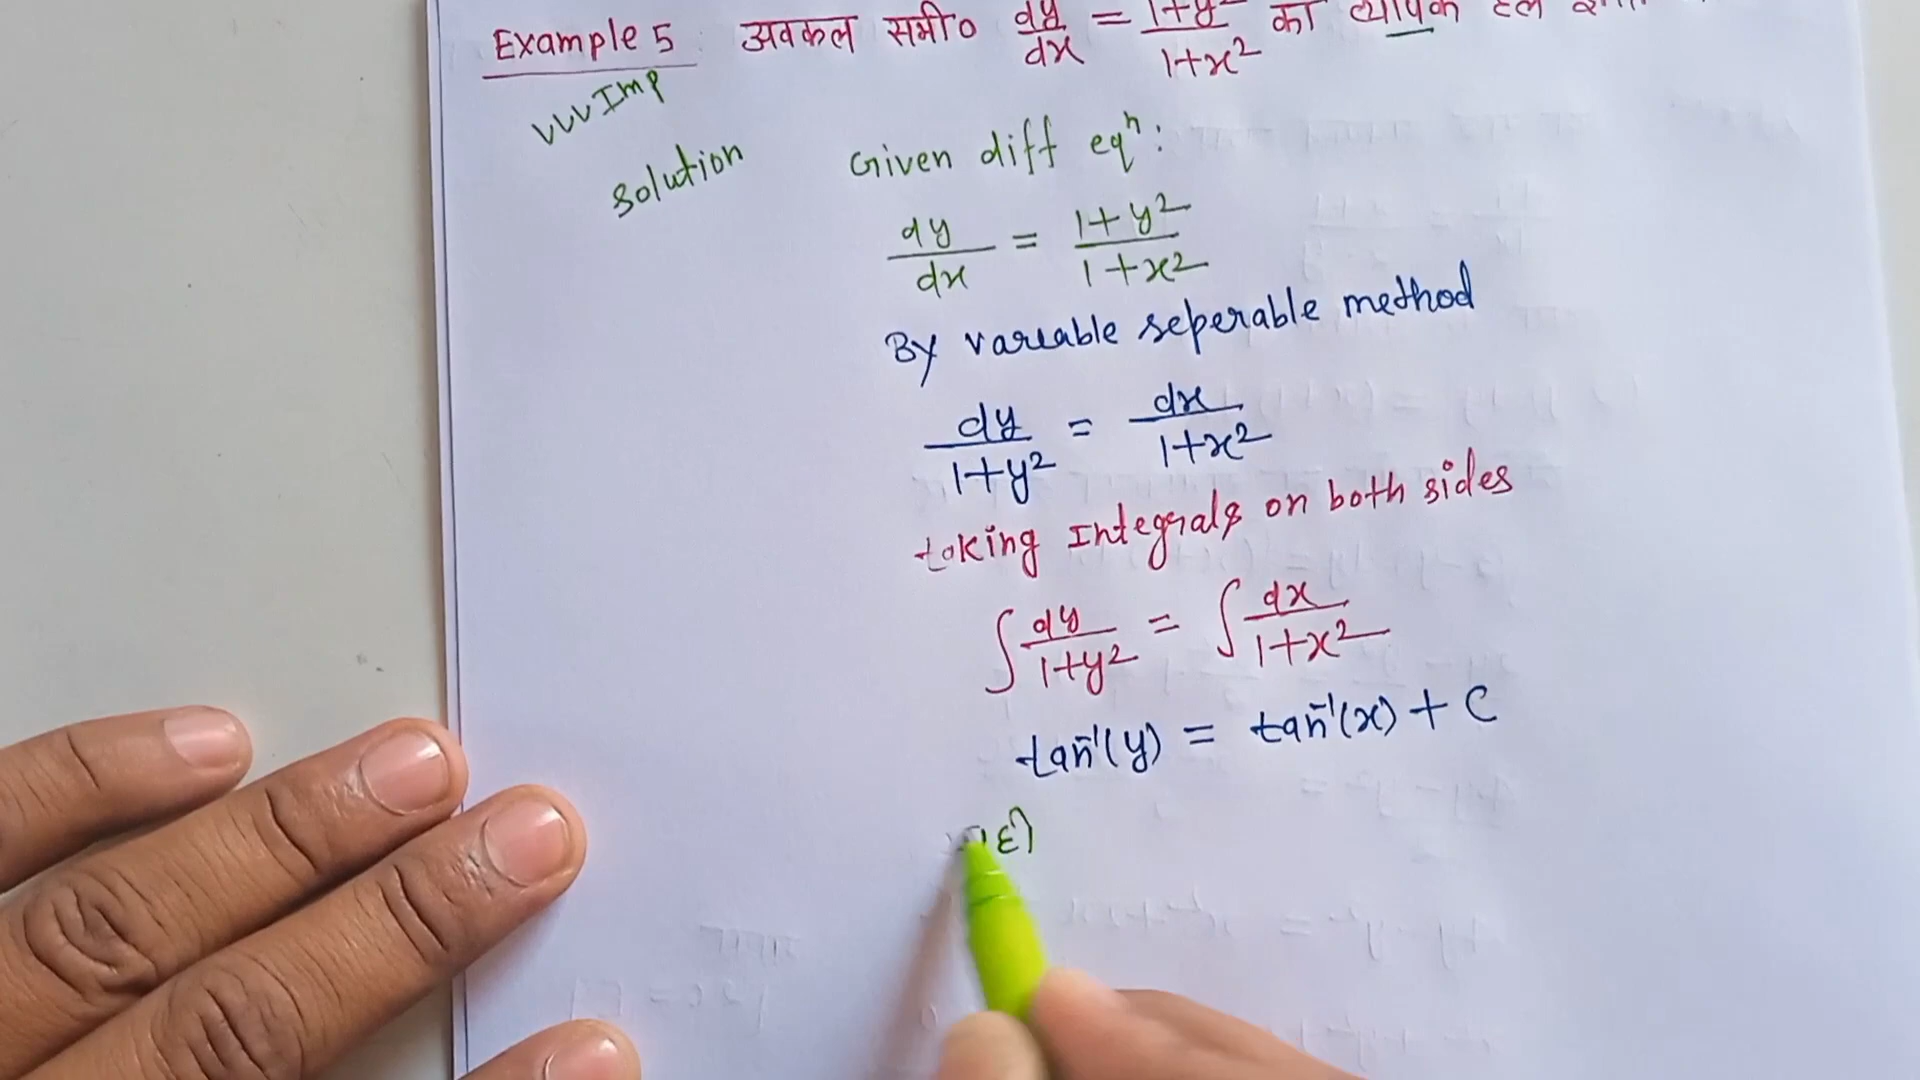 Example 5 अवकल समी० dy/dx = 1+y²/1+x² का व्यापक हल
VVVImp
solution
Given diff eqⁿ:
dy/dx = 1+y²/1+x²
By variable seperable method
dy/1+y² = dx/1+x²
taking Integrals on both sides
∫dy/1+y² = ∫dx/1+x²
tan⁻¹(y) = tan⁻¹(x) + C